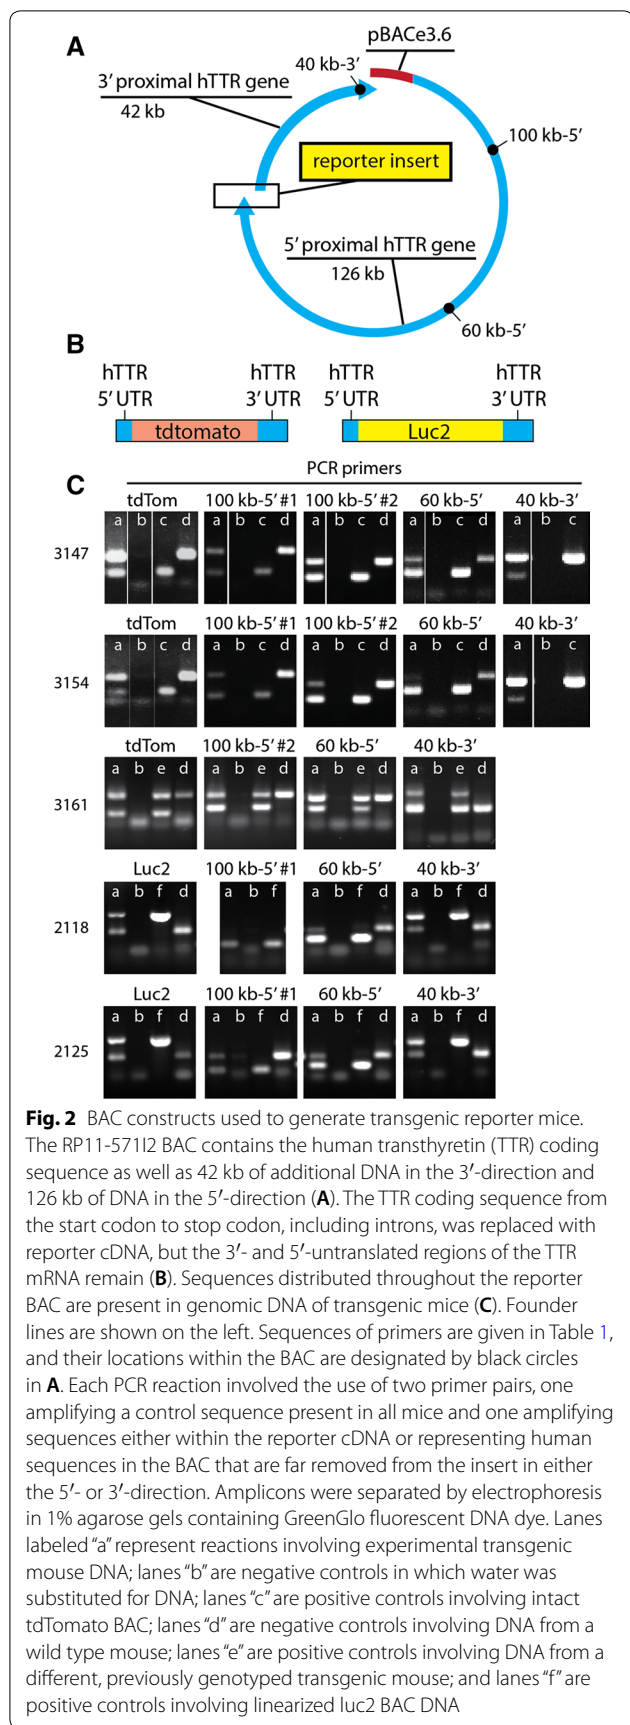 A
pBACe3.6
40 kb-3′
3′ proximal hTTR gene
42 kb
100 kb-5′
reporter insert
5′ proximal hTTR gene
126 kb
60 kb-5′
B
hTTR hTTR hTTR hTTR
5′ UTR 3′ UTR 5′ UTR 3′ UTR
tdtomato Luc2
C
PCR primers
tdTom 100 kb-5′ #1 100 kb-5′ #2 60 kb-5′ 40 kb-3′
a b c d a b c d a b c d a b c d a b c
3147
tdTom 100 kb-5′ #1 100 kb-5′ #2 60 kb-5′ 40 kb-3′
a b c d a b c d a b c d a b c d a b c
3154
tdTom 100 kb-5′ #2 60 kb-5′ 40 kb-3′
a b e d a b e d a b e d a b e d
3161
Luc2 100 kb-5′ #1 60 kb-5′ 40 kb-3′
a b f d a b f a b f d a b f d
2118
Luc2 100 kb-5′ #1 60 kb-5′ 40 kb-3′
a b f d a b f d a b f d a b f d
2125
Fig. 2 BAC constructs used to generate transgenic reporter mice.
The RP11-571I2 BAC contains the human transthyretin (TTR) coding
sequence as well as 42 kb of additional DNA in the 3′-direction and
126 kb of DNA in the 5′-direction (A). The TTR coding sequence from
the start codon to stop codon, including introns, was replaced with
reporter cDNA, but the 3′- and 5′-untranslated regions of the TTR
mRNA remain (B). Sequences distributed throughout the reporter
BAC are present in genomic DNA of transgenic mice (C). Founder
lines are shown on the left. Sequences of primers are given in Table 1,
and their locations within the BAC are designated by black circles
in A. Each PCR reaction involved the use of two primer pairs, one
amplifying a control sequence present in all mice and one amplifying
sequences either within the reporter cDNA or representing human
sequences in the BAC that are far removed from the insert in either
the 5′- or 3′-direction. Amplicons were separated by electrophoresis
in 1% agarose gels containing GreenGlo fluorescent DNA dye. Lanes
labeled "a" represent reactions involving experimental transgenic
mouse DNA; lanes "b" are negative controls in which water was
substituted for DNA; lanes "c" are positive controls involving intact
tdTomato BAC; lanes "d" are negative controls involving DNA from a
wild type mouse; lanes "e" are positive controls involving DNA from a
different, previously genotyped transgenic mouse; and lanes "f" are
positive controls involving linearized luc2 BAC DNA